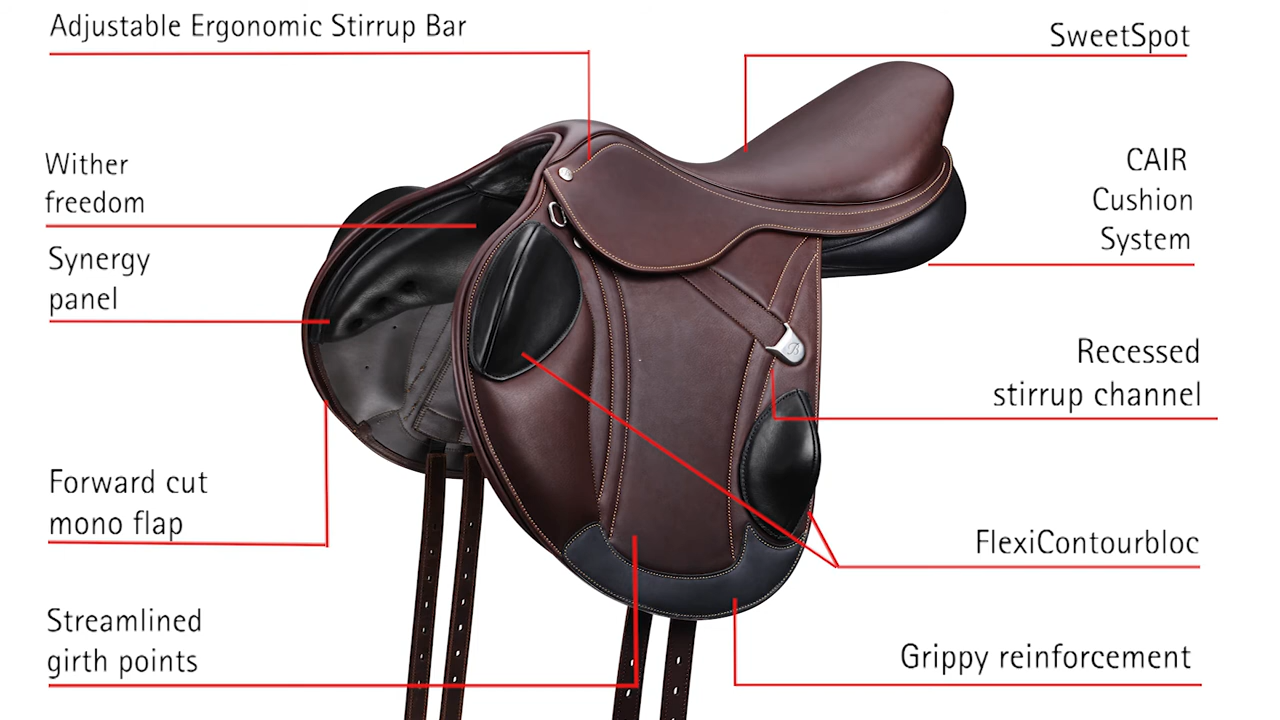 Adjustable Ergonomic Stirrup Bar
SweetSpot
Wither
freedom
CAIR
Cushion
System
Synergy
panel
Recessed
stirrup channel
Forward cut
mono flap
FlexiContourbloc
Streamlined
girth points
Grippy reinforcement
B